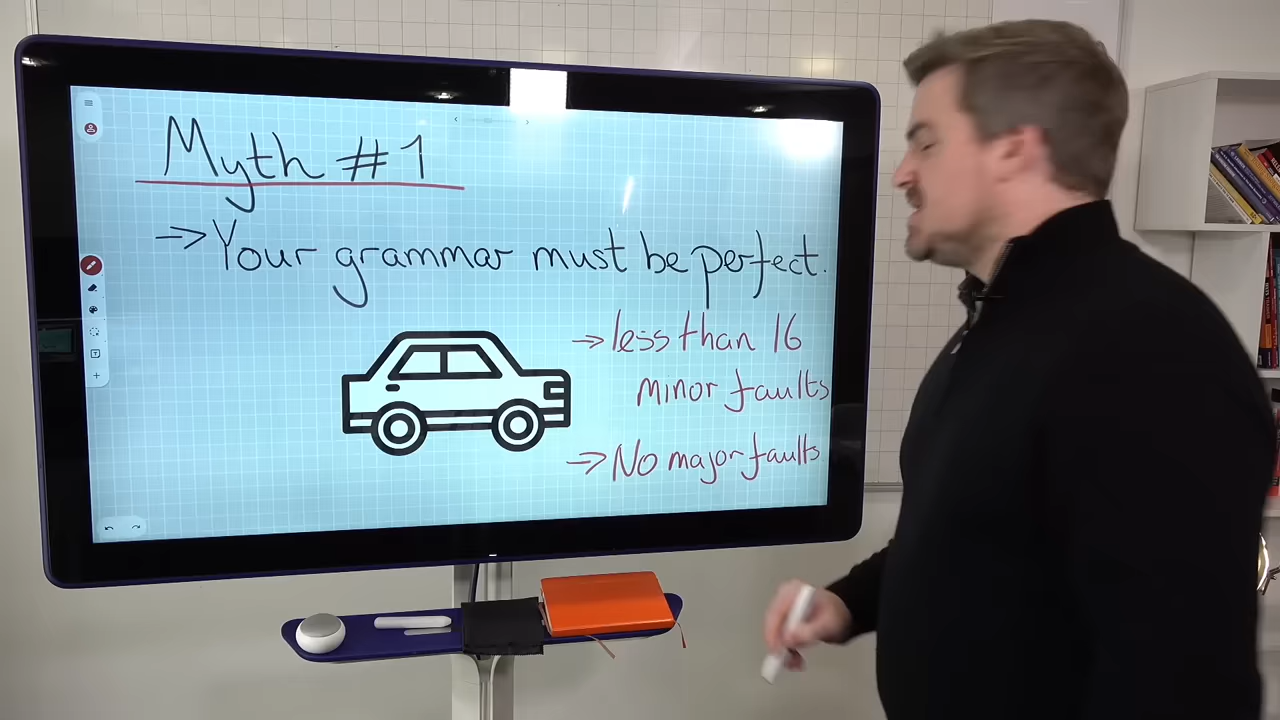 Myth #1
→ Your grammar must be perfect.
→ less than 16
minor faults
→ No major faults